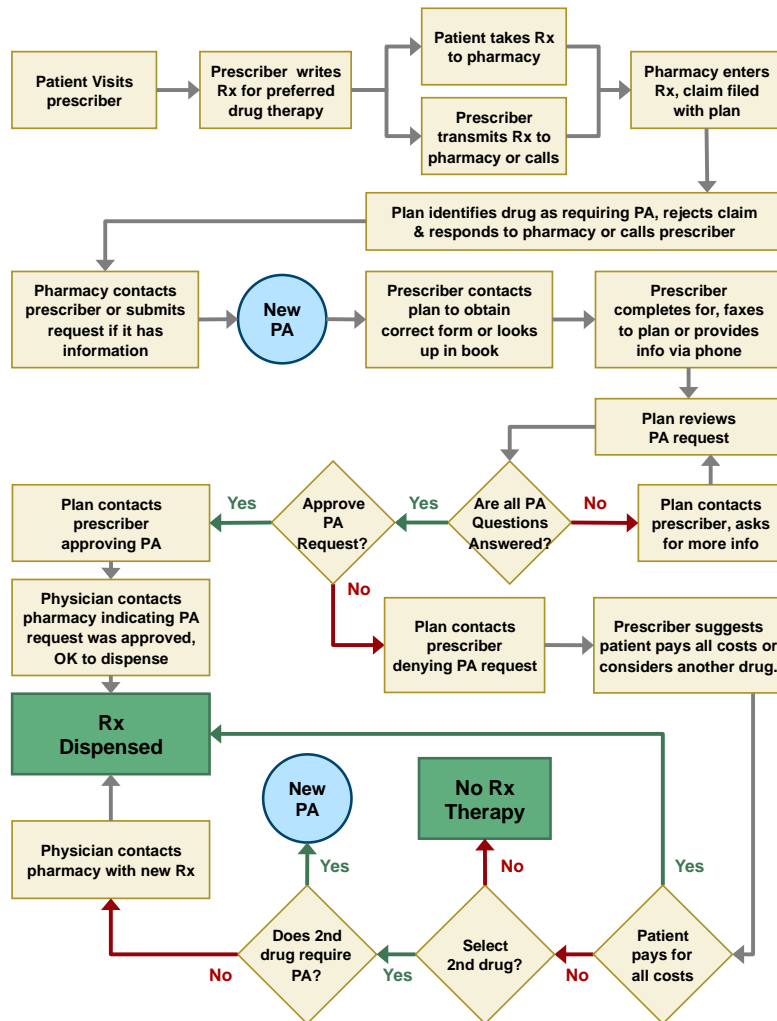 Patient Visits
prescriber
Prescriber writes
Rx for preferred
drug therapy
Patient takes Rx
to pharmacy
Prescriber
transmits Rx to
pharmacy or calls
Pharmacy enters
Rx, claim filed
with plan
Plan identifies drug as requiring PA, rejects claim
& responds to pharmacy or calls prescriber
Pharmacy contacts
prescriber or submits
request if it has
information
New
PA
Prescriber contacts
plan to obtain
correct form or looks
up in book
Prescriber
completes for, faxes
to plan or provides
info via phone
Plan reviews
PA request
Are all PA
Questions
Answered?
No
Plan contacts
prescriber, asks
for more info
Yes
Approve
PA
Request?
Yes
Plan contacts
prescriber
approving PA
Physician contacts
pharmacy indicating PA
request was approved,
OK to dispense
No
Plan contacts
prescriber
denying PA request
Prescriber suggests
patient pays all costs or
considers another drug.
Rx
Dispensed
New
PA
No Rx
Therapy
Physician contacts
pharmacy with new Rx
Yes
No
Yes
Does 2nd
drug require
PA?
Select
2nd drug?
Patient
pays for
all costs
No
Yes
No